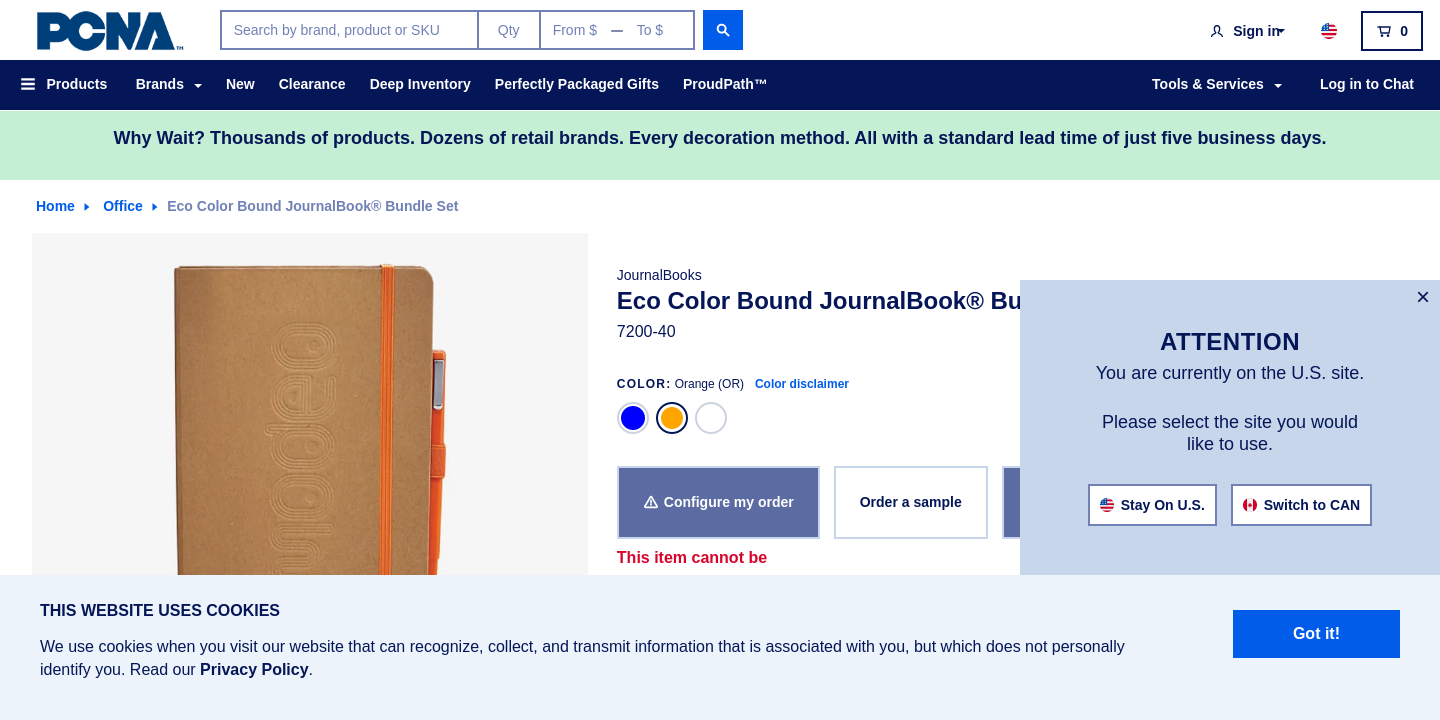 PCNA™
Search by brand, product or SKU
Qty
From $ — To $
Sign in
0
Products
Brands
New
Clearance
Deep Inventory
Perfectly Packaged Gifts
ProudPath™
Tools & Services
Log in to Chat
Why Wait? Thousands of products. Dozens of retail brands. Every decoration method. All with a standard lead time of just five business days.
Home
Office
Eco Color Bound JournalBook® Bundle Set
JournalBooks
Eco Color Bound JournalBook® Bu
7200-40
COLOR: Orange (OR) Color disclaimer
Configure my order
Order a sample
This item cannot be
×
ATTENTION
You are currently on the U.S. site.
Please select the site you would
like to use.
Stay On U.S.
Switch to CAN
THIS WEBSITE USES COOKIES
We use cookies when you visit our website that can recognize, collect, and transmit information that is associated with you, but which does not personally
identify you. Read our Privacy Policy.
Got it!